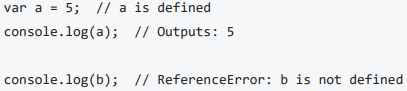 var a = 5;  // a is defined
console.log(a);  // Outputs: 5
console.log(b);  // ReferenceError: b is not defined